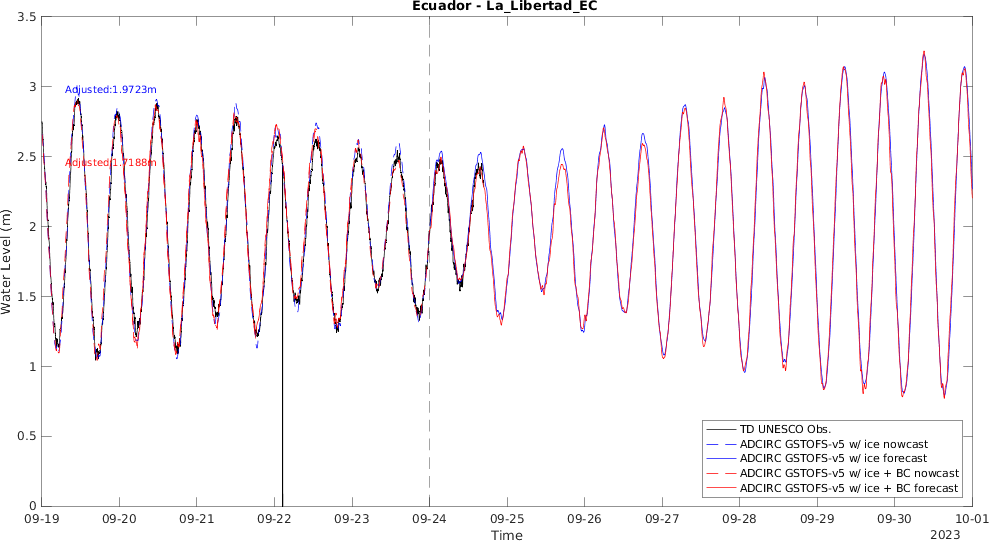 Ecuador - La_Libertad_EC
3.5
3
2.5
2
1.5
1
0.5
0
Water Level (m)
Adjusted:1.9723m
Adjusted:1.7188m
TD UNESCO Obs.
ADCIRC GSTOFS-v5 w/ ice nowcast
ADCIRC GSTOFS-v5 w/ ice forecast
ADCIRC GSTOFS-v5 w/ ice + BC nowcast
ADCIRC GSTOFS-v5 w/ ice + BC forecast
09-19 09-20 09-21 09-22 09-23 09-24 09-25 09-26 09-27 09-28 09-29 09-30 10-01
Time
2023